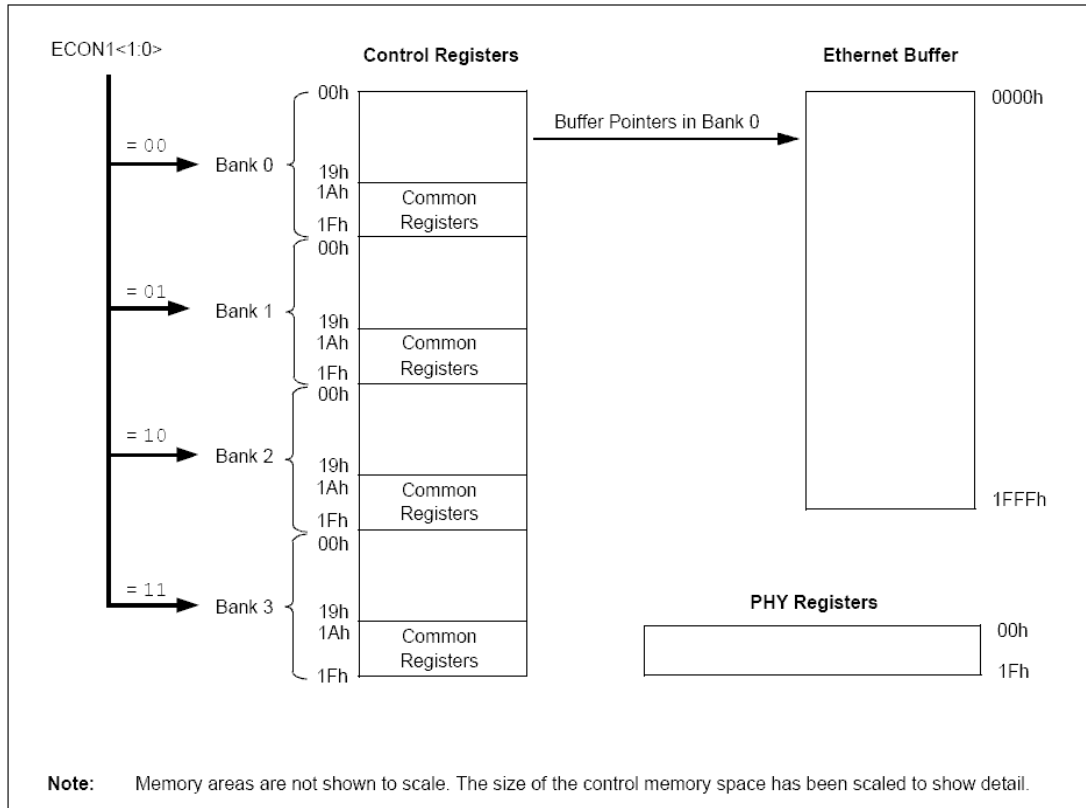 ECON1<1:0>
Control Registers
Ethernet Buffer
= 00
Bank 0
00h
19h
1Ah
1Fh
Common
Registers
Buffer Pointers in Bank 0
0000h
1FFFh
= 01
Bank 1
00h
19h
1Ah
1Fh
Common
Registers
= 10
Bank 2
00h
19h
1Ah
1Fh
Common
Registers
= 11
Bank 3
00h
19h
1Ah
1Fh
Common
Registers
PHY Registers
00h
1Fh
Note: Memory areas are not shown to scale. The size of the control memory space has been scaled to show detail.